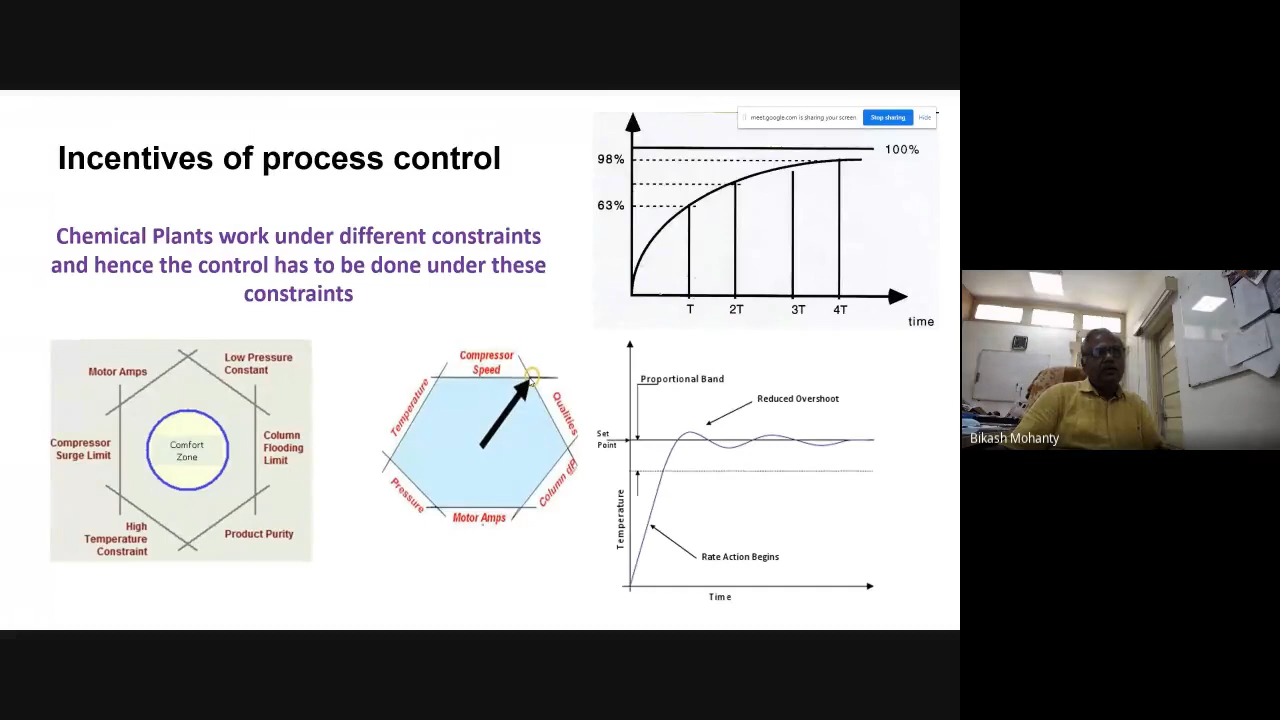 Incentives of process control
Chemical Plants work under different constraints
and hence the control has to be done under these
constraints
meet.google.com is sharing your screen.
Stop sharing
Hide
100%
98%
63%
T
2T
3T
4T
time
Motor Amps
Low Pressure
Constant
Compressor
Surge Limit
Comfort
Zone
Column
Flooding
Limit
High
Temperature
Constraint
Product Purity
Compressor
Speed
Temperature
Qualities
Pressure
Column dP
Motor Amps
Proportional Band
Reduced Overshoot
Set
Point
Temperature
Rate Action Begins
Time
Bikash Mohanty